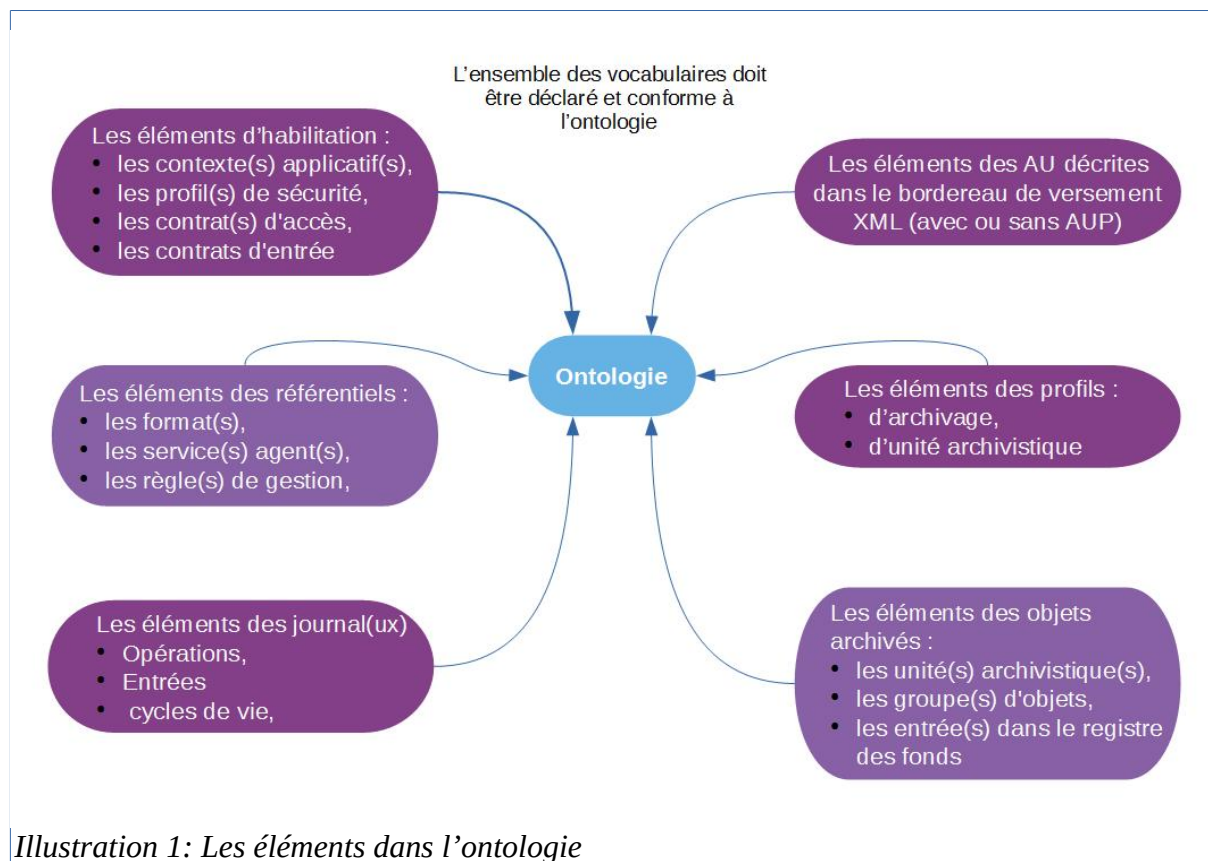 L’ensemble des vocabulaires doit
être déclaré et conforme à
l’ontologie
Les éléments d’habilitation :
• les contexte(s) applicatif(s),
• les profil(s) de sécurité,
• les contrat(s) d'accès,
• les contrats d'entrée
Les éléments des AU décrites
dans le bordereau de versement
XML (avec ou sans AUP)
Ontologie
Les éléments des référentiels :
• les format(s),
• les service(s) agent(s),
• les règle(s) de gestion,
Les éléments des profils :
• d’archivage,
• d’unité archivistique
Les éléments des journal(ux)
• Opérations,
• Entrées
• cycles de vie,
Les éléments des objets
archivés :
• les unité(s) archivistique(s),
• les groupe(s) d'objets,
• les entrée(s) dans le registre
des fonds
Illustration 1: Les éléments dans l’ontologie